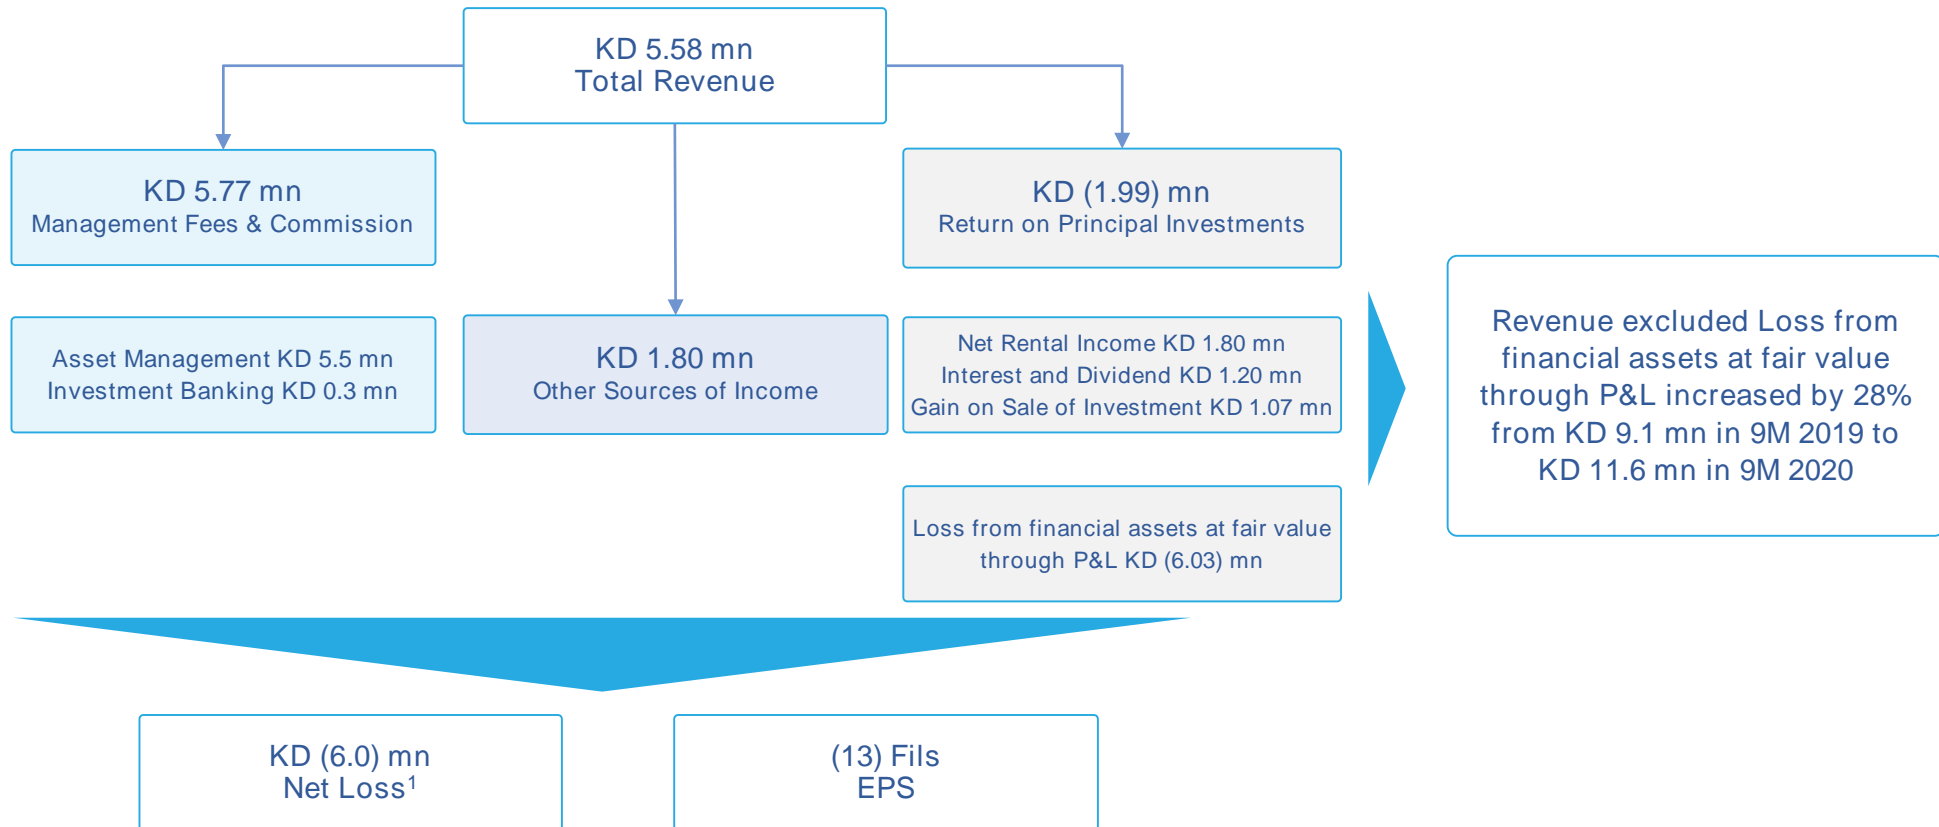 KD 5.58 mn
Total Revenue
KD 5.77 mn
Management Fees & Commission
KD (1.99) mn
Return on Principal Investments
Asset Management KD 5.5 mn
Investment Banking KD 0.3 mn
KD 1.80 mn
Other Sources of Income
Net Rental Income KD 1.80 mn
Interest and Dividend KD 1.20 mn
Gain on Sale of Investment KD 1.07 mn
Loss from financial assets at fair value
through P&L KD (6.03) mn
Revenue excluded Loss from
financial assets at fair value
through P&L increased by 28%
from KD 9.1 mn in 9M 2019 to
KD 11.6 mn in 9M 2020
KD (6.0) mn
Net Loss¹
(13) Fils
EPS